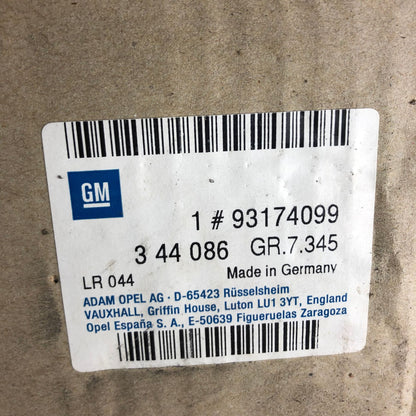 GM
1 # 93174099
3 44 086 GR.7.345
LR 044 Made in Germany
ADAM OPEL AG · D-65423 Rüsselsheim
VAUXHALL, Griffin House, Luton LU1 3YT, England
Opel España S. A., E-50639 Figueruelas Zaragoza